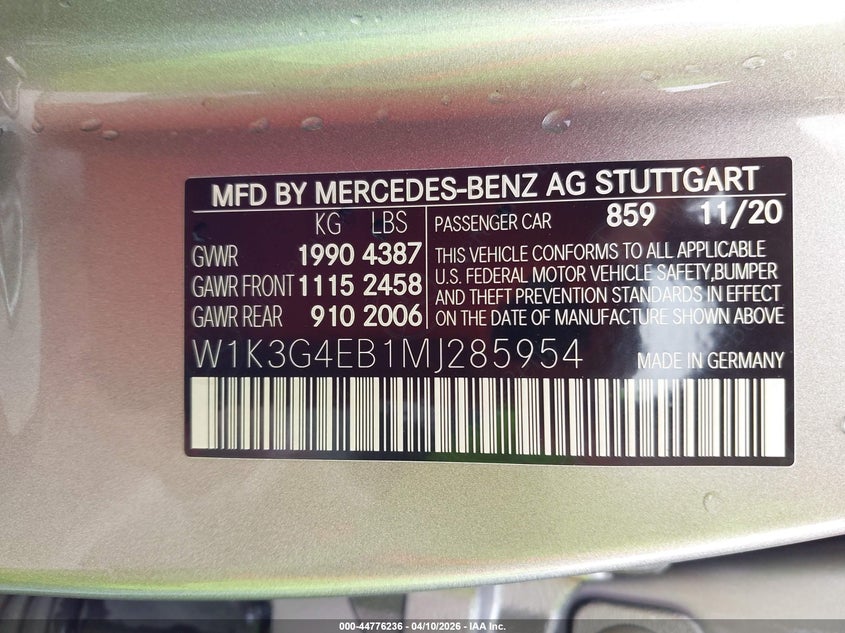 MFD BY MERCEDES-BENZ AG STUTTGART
KG LBS
GVWR 1990 4387
GAWR FRONT 1115 2458
GAWR REAR 910 2006
PASSENGER CAR 859 11/20
THIS VEHICLE CONFORMS TO ALL APPLICABLE
U.S. FEDERAL MOTOR VEHICLE SAFETY,BUMPER
AND THEFT PREVENTION STANDARDS IN EFFECT
ON THE DATE OF MANUFACTURE SHOWN ABOVE
W1K3G4EB1MJ285954 MADE IN GERMANY
000-44776236 - 04/10/2026 - IAA Inc.